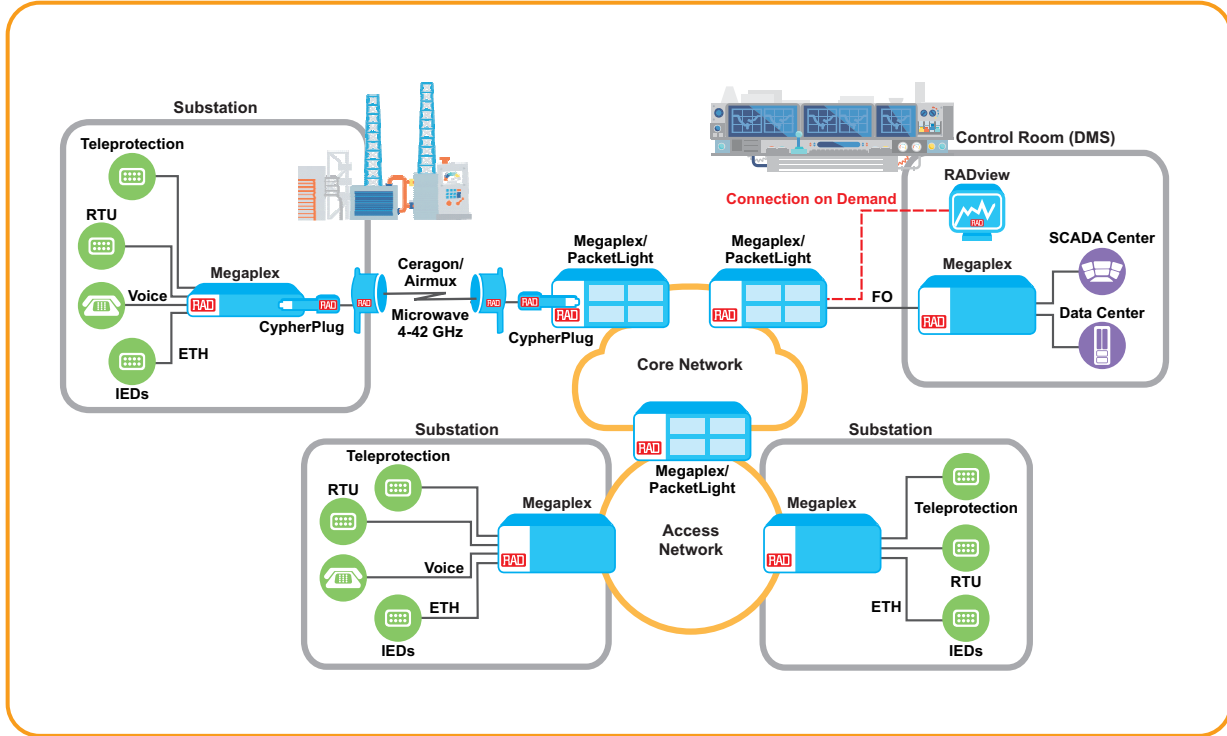 Substation
Teleprotection
RTU
Megaplex
Voice
RAD
RAD
CypherPlug
ETH
IEDs
RAD
Ceragon/
Airmux
Microwave
4-42 GHz
RAD
RAD
CypherPlug
Megaplex/
PacketLight
RAD
Megaplex/
PacketLight
RAD
Connection on Demand
FO
Control Room (DMS)
RADview
RAD
Megaplex
RAD
SCADA Center
Data Center
Core Network
RAD
Megaplex/
PacketLight
Substation
Teleprotection
RTU
Megaplex
RAD
Voice
ETH
IEDs
Access
Network
Substation
Megaplex
RAD
Teleprotection
RTU
ETH
IEDs